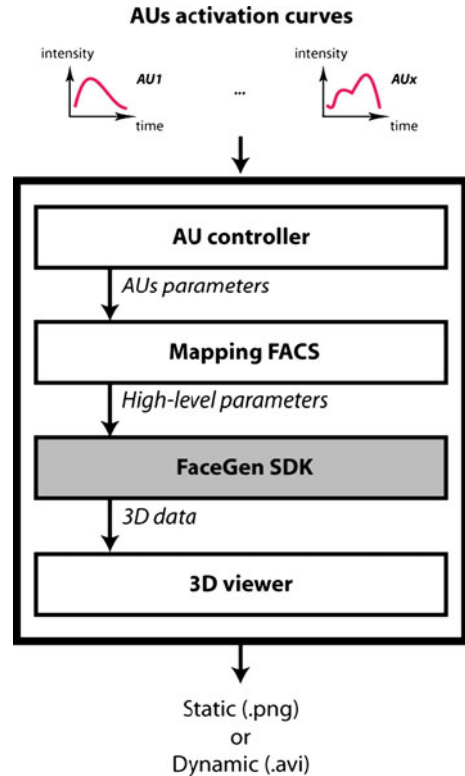 AUs activation curves
intensity
AU1
time
...
intensity
AUx
time
AU controller
AUs parameters
Mapping FACS
High-level parameters
FaceGen SDK
3D data
3D viewer
Static (.png)
or
Dynamic (.avi)